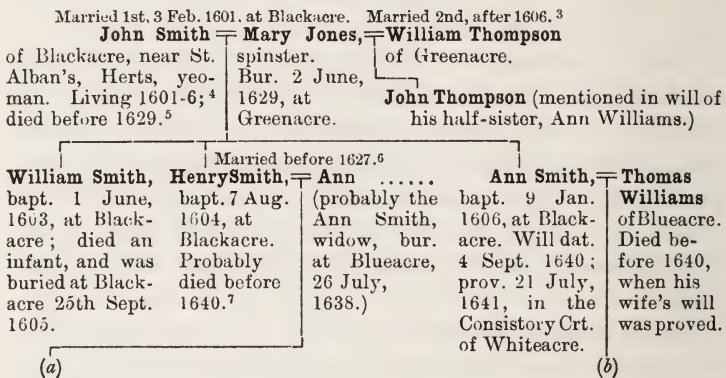 Married 1st, 3 Feb. 1601, at Blackacre. Married 2nd, after 1606. 3
John Smith = Mary Jones, = William Thompson
of Blackacre, near St.
Alban's, Herts, yeo-
man. Living 1601-6; 4
died before 1629. 5
spinster.
Bur. 2 June,
1629, at
Greenacre.
of Greenacre.
John Thompson (mentioned in will of
his half-sister, Ann Williams.)
Married before 1627. 6
William Smith,
bapt. 1 June,
1603, at Black-
acre; died an
infant, and was
buried at Black-
acre 25th Sept.
1605.
Henry Smith, =
bapt. 7 Aug.
1604, at
Blackacre.
Probably
died before
1640. 7
Ann ......
(probably the
Ann Smith,
widow, bur.
at Blueacre,
26 July,
1638.)
Ann Smith, =
bapt. 9 Jan.
1606, at Black-
acre. Will dat.
4 Sept. 1640;
prov. 21 July,
1641, in the
Consistory Crt.
of Whiteacre.
Thomas
Williams
of Blueacre.
Died be-
fore 1640,
when his
wife's will
was proved.
(a)
(b)